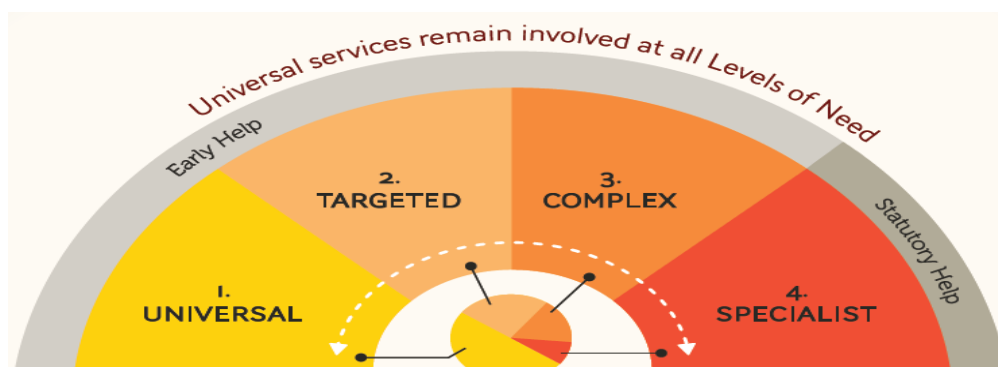 Universal services remain involved at all Levels of Need
Early Help
2.
TARGETED
3.
COMPLEX
Statutory Help
1.
UNIVERSAL
4.
SPECIALIST